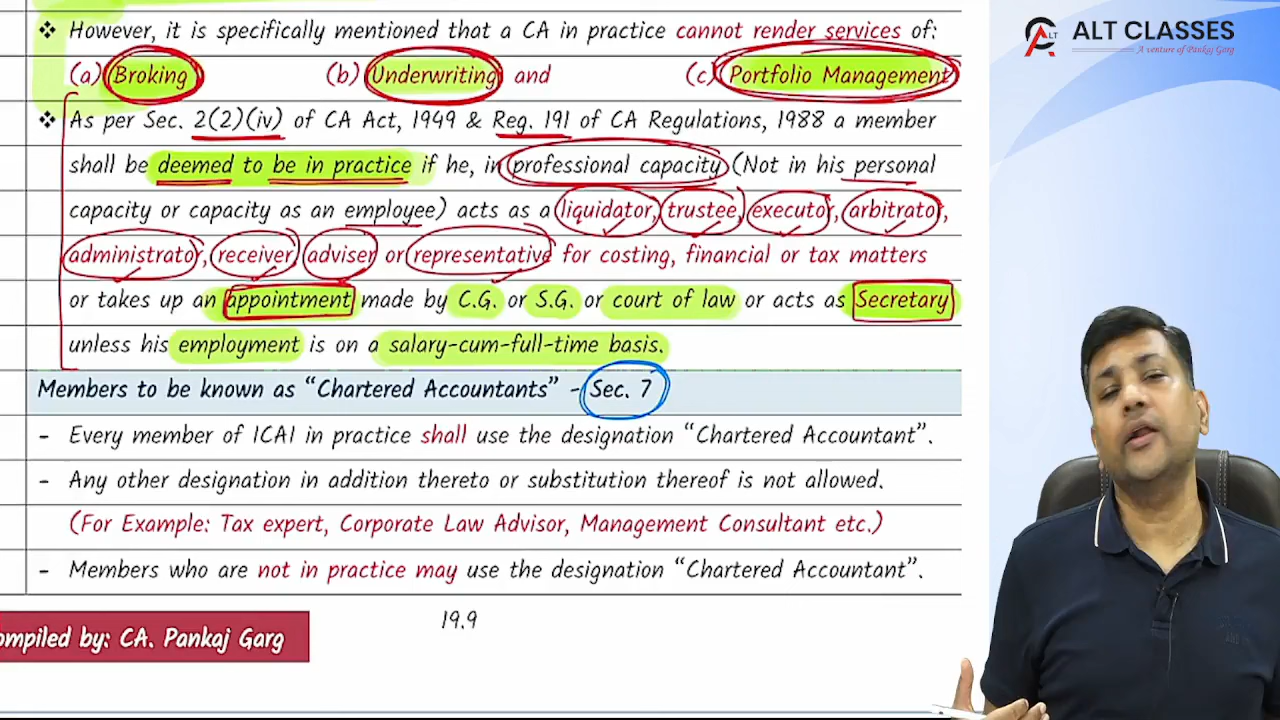 ❖ However, it is specifically mentioned that a CA in practice cannot render services of:
(a) Broking (b) Underwriting and (c) Portfolio Management
❖ As per Sec. 2(2)(iv) of CA Act, 1949 & Reg. 191 of CA Regulations, 1988 a member
shall be deemed to be in practice if he, in professional capacity (Not in his personal
capacity or capacity as an employee) acts as a liquidator, trustee, executor, arbitrator,
administrator, receiver, adviser or representative for costing, financial or tax matters
or takes up an appointment made by C.G. or S.G. or court of law or acts as Secretary
unless his employment is on a salary-cum-full-time basis.
Members to be known as “Chartered Accountants” - Sec. 7
- Every member of ICAI in practice shall use the designation “Chartered Accountant”.
- Any other designation in addition thereto or substitution thereof is not allowed.
(For Example: Tax expert, Corporate Law Advisor, Management Consultant etc.)
- Members who are not in practice may use the designation “Chartered Accountant”.
19.9
ompiled by: CA. Pankaj Garg
ALT
ALT CLASSES
A venture of Pankaj Garg